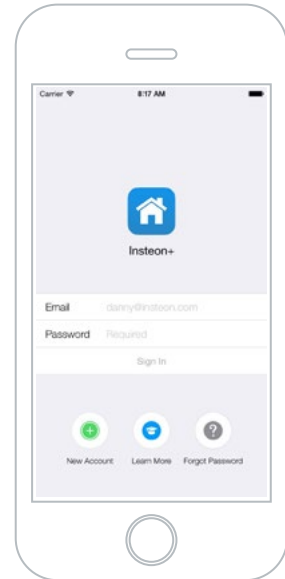 Carrier 8:17 AM
Insteon+
Email danny@insteon.com
Password Required
Sign In
New Account Learn More Forgot Password